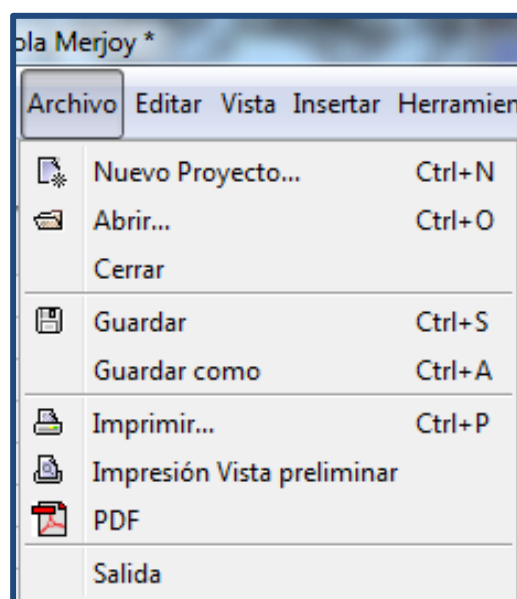 ola Merjoy *
Archivo Editar Vista Insertar Herramien
Nuevo Proyecto... Ctrl+N
Abrir... Ctrl+O
Cerrar
Guardar Ctrl+S
Guardar como Ctrl+A
Imprimir... Ctrl+P
Impresión Vista preliminar
PDF
Salida